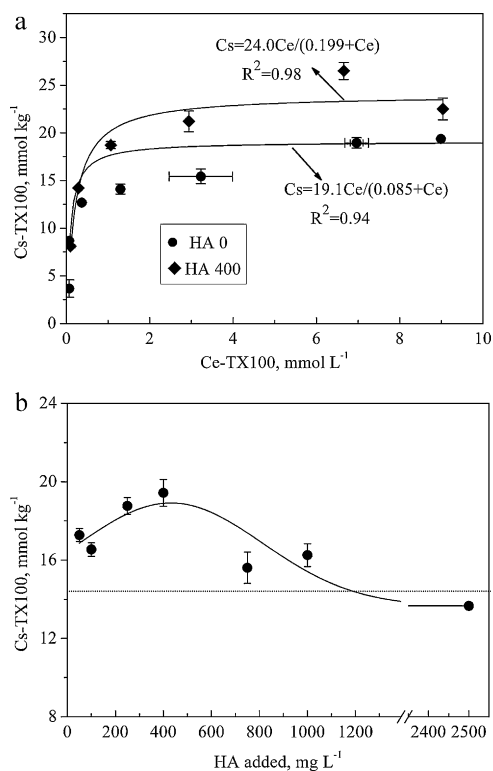 a
30
25
20
15
10
5
0
Cs-TX100, mmol kg⁻¹
Cs=24.0Ce/(0.199+Ce)
R²=0.98
Cs=19.1Ce/(0.085+Ce)
R²=0.94
HA 0
HA 400
0 2 4 6 8 10
Ce-TX100, mmol L⁻¹
b
24
20
16
12
8
Cs-TX100, mmol kg⁻¹
0 200 400 600 800 1000 1200 2400 2500
HA added, mg L⁻¹